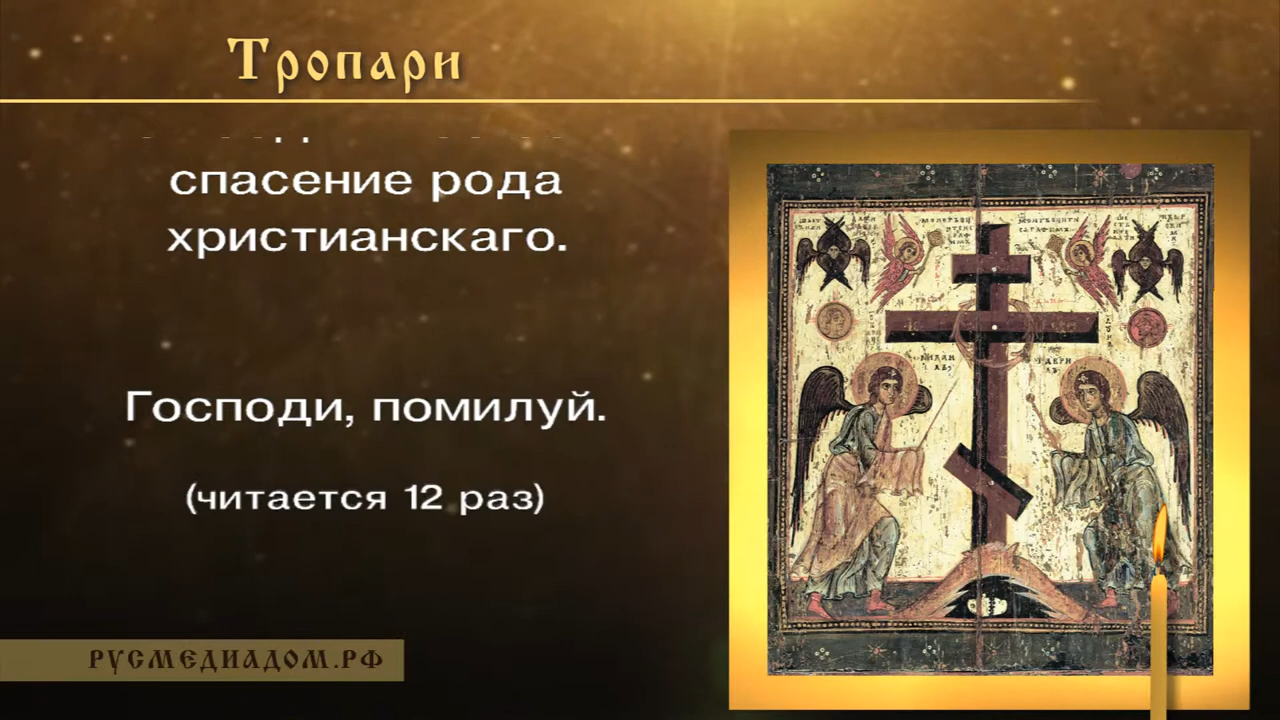 Тропари
спасение рода
христианскаго.
Господи, помилуй.
(читается 12 раз)
РУСМЕДИАДОМ.РФ